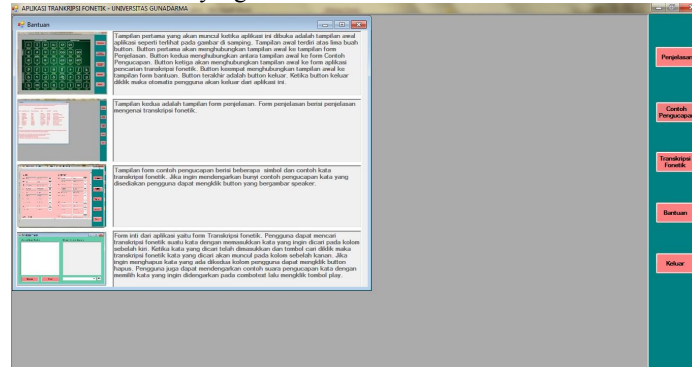 APLIKASI TRANKRIPSI FONETIK - UNIVERSITAS GUNADARMA
Bantuan
Tampilan pertama yang akan muncul ketika aplikasi ini dibuka adalah tampilan awal
aplikasi seperti terlihat pada gambar di samping. Tampilan awal terdiri atas lima buah
button. Button pertama akan menghubungkan tampilan awal ke tampilan form
Penjelasan. Button kedua menghubungkan antara tampilan awal ke form Contoh
Pengucapan. Button ketiga akan menghubungkan tampilan awal ke form aplikasi
pencarian transkripsi fonetik. Button keempat menghubungkan tampilan awal ke
tampilan form bantuan. Button terakhir adalah button keluar. Ketika button keluar
diklik maka otomatis pengguna akan keluar dari aplikasi ini.
Tampilan kedua adalah tampilan form penjelasan. Form penjelasan berisi penjelasan
mengenai transkripsi fonetik.
Tampilan form contoh pengucapan berisi beberapa simbol dan contoh kata
transkripsi fonetik. Jika ingin mendengarkan bunyi contoh pengucapan kata yang
disediakan pengguna dapat mengklik button yang bergambar speaker.
Form inti dari aplikasi yaitu form Transkripsi fonetik. Pengguna dapat mencari
transkripsi fonetik suatu kata dengan memasukkan kata yang ingin dicari pada kolom
sebelah kiri. Ketika kata yang dicari telah dimasukkan dan tombol cari diklik maka
transkripsi fonetik kata yang dicari akan muncul pada kolom sebelah kanan. Jika
ingin menghapus kata yang ada dikedua kolom pengguna dapat mengklik button
hapus. Pengguna juga dapat mendengarkan contoh suara pengucapan kata dengan
memilih kata yang ingin didengarkan pada combotext lalu mengklik tombol play.
Penjelasan
Contoh
Pengucapan
Transkripsi
Fonetik
Bantuan
Keluar